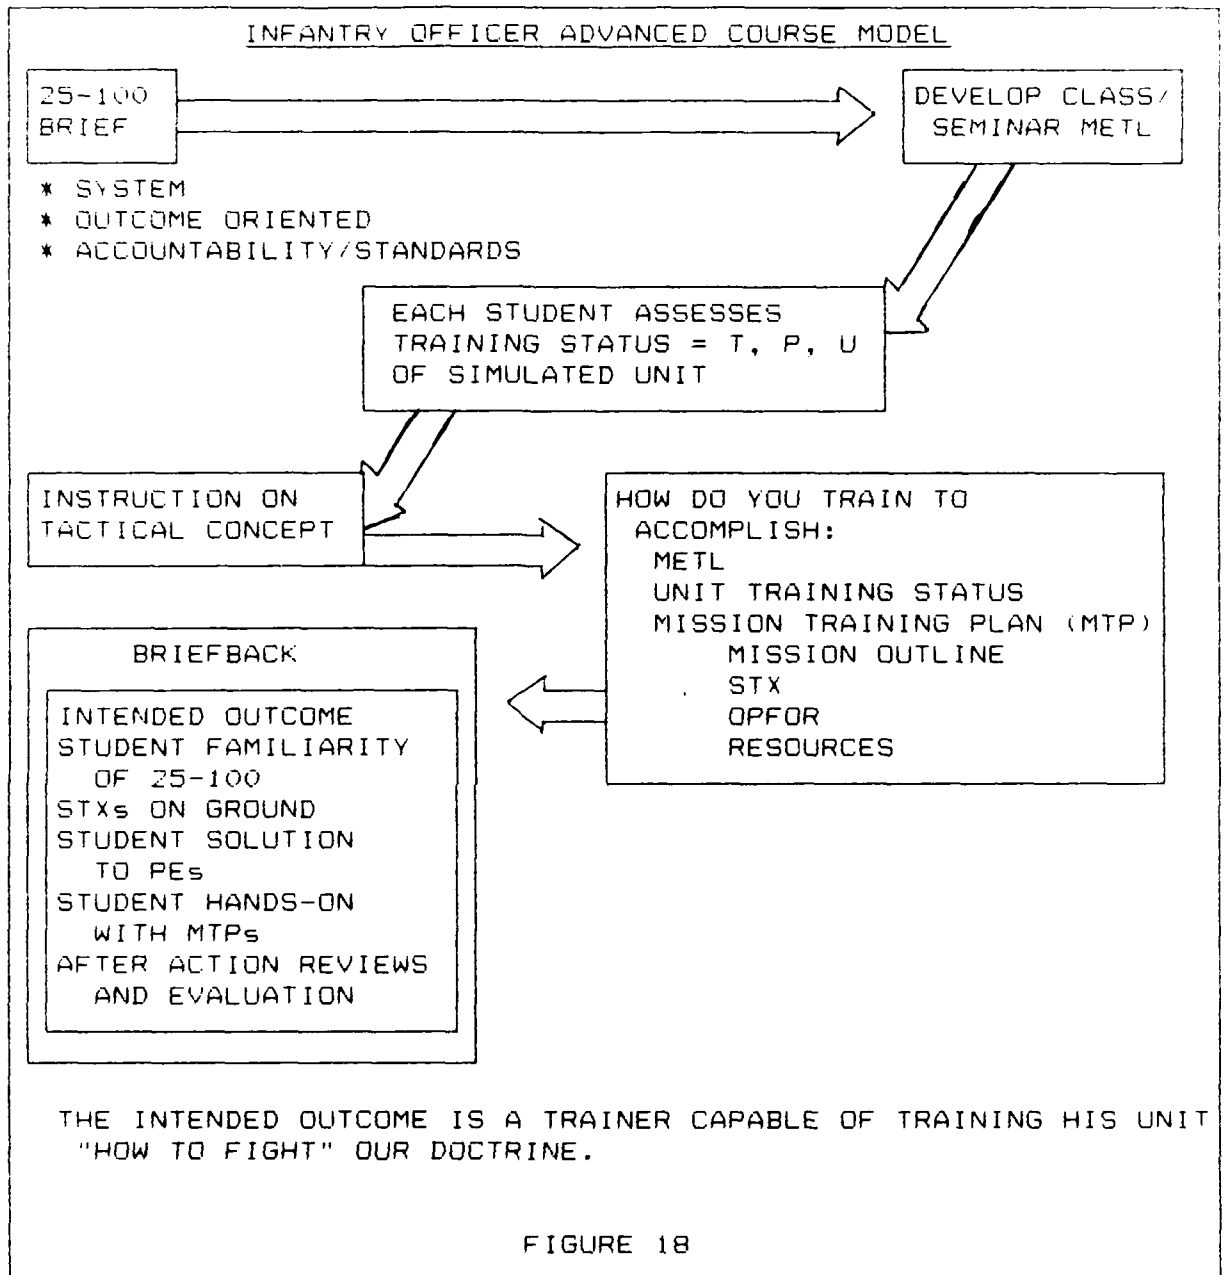 INFANTRY OFFICER ADVANCED COURSE MODEL
25-100
BRIEF
DEVELOP CLASS/
SEMINAR METL
* SYSTEM
* OUTCOME ORIENTED
* ACCOUNTABILITY/STANDARDS
EACH STUDENT ASSESSES
TRAINING STATUS = T, P, U
OF SIMULATED UNIT
INSTRUCTION ON
TACTICAL CONCEPT
HOW DO YOU TRAIN TO
ACCOMPLISH:
METL
UNIT TRAINING STATUS
MISSION TRAINING PLAN (MTP)
MISSION OUTLINE
STX
OPFOR
RESOURCES
BRIEFBACK
INTENDED OUTCOME
STUDENT FAMILIARITY
OF 25-100
STXs ON GROUND
STUDENT SOLUTION
TO PEs
STUDENT HANDS-ON
WITH MTPs
AFTER ACTION REVIEWS
AND EVALUATION
THE INTENDED OUTCOME IS A TRAINER CAPABLE OF TRAINING HIS UNIT
"HOW TO FIGHT" OUR DOCTRINE.
FIGURE 18